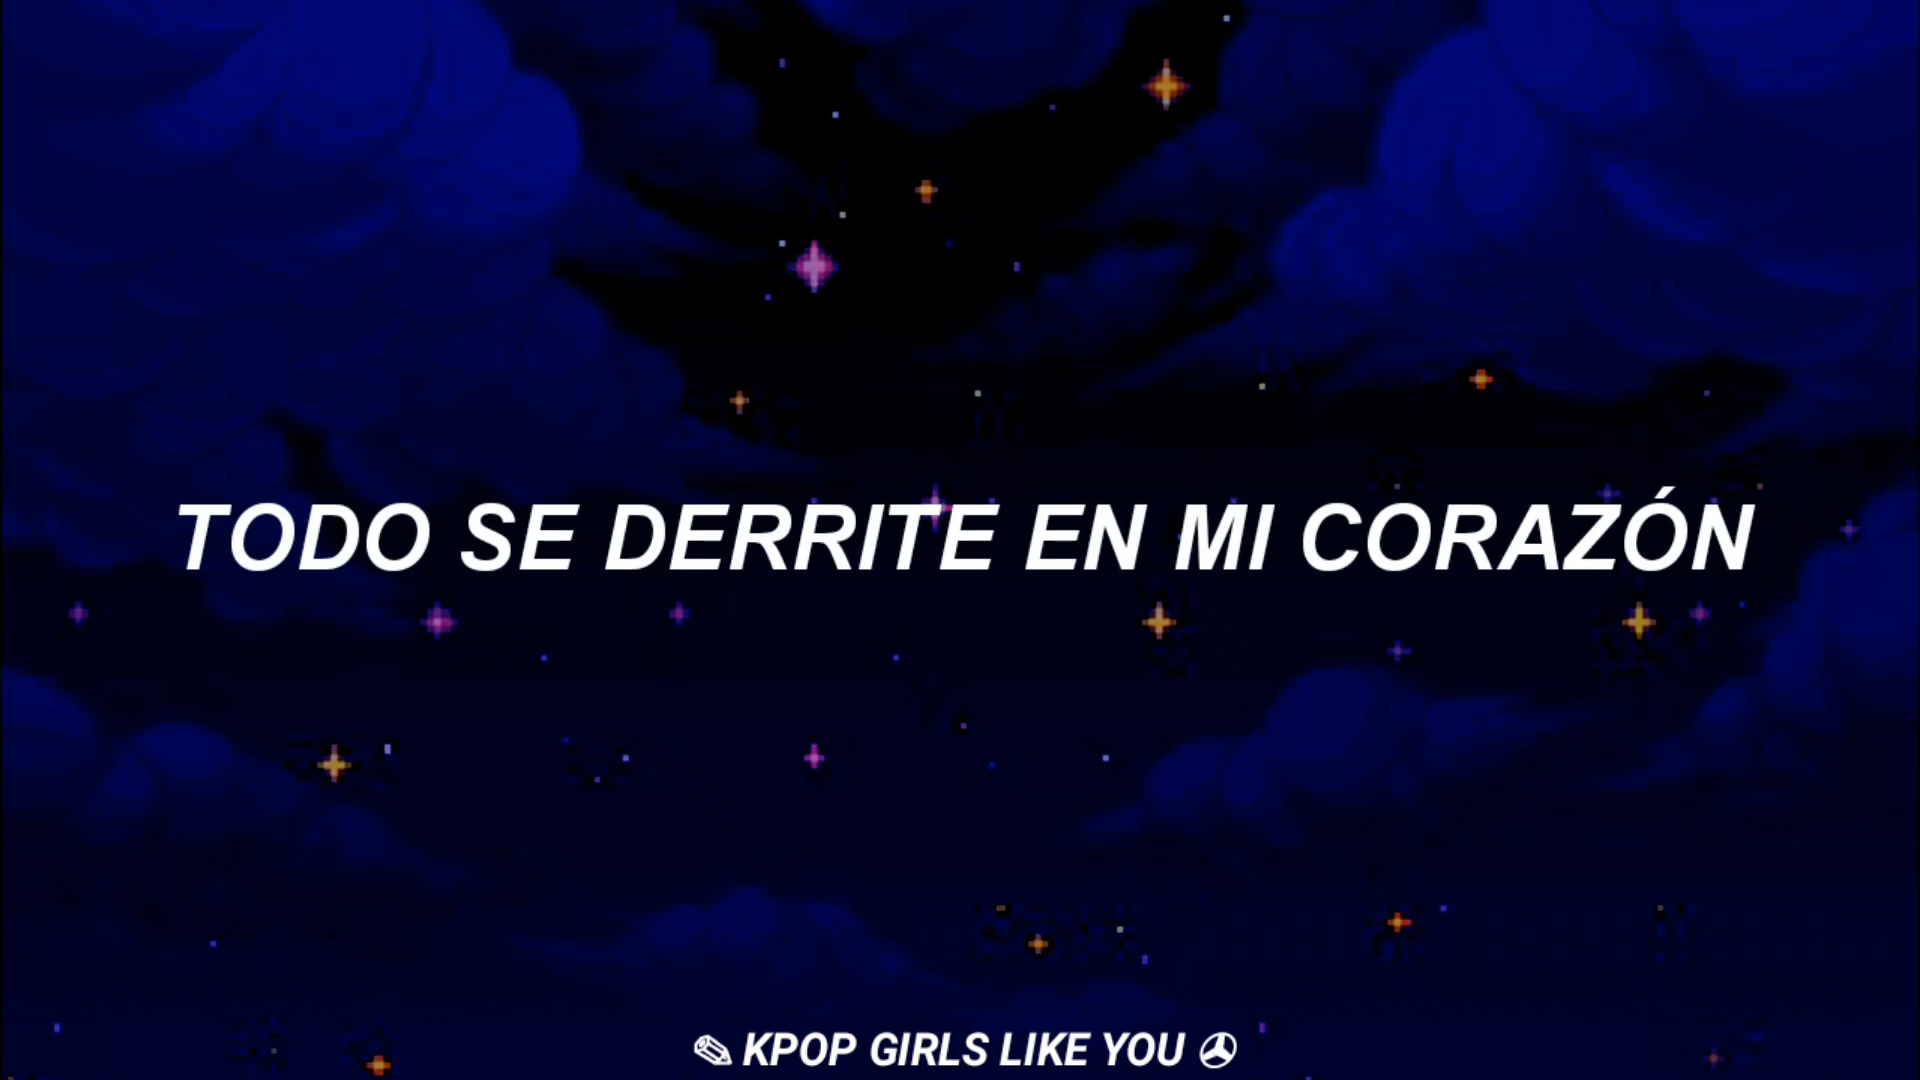 TODO SE DERRITE EN MI CORAZÓN
✎ KPOP GIRLS LIKE YOU ✇